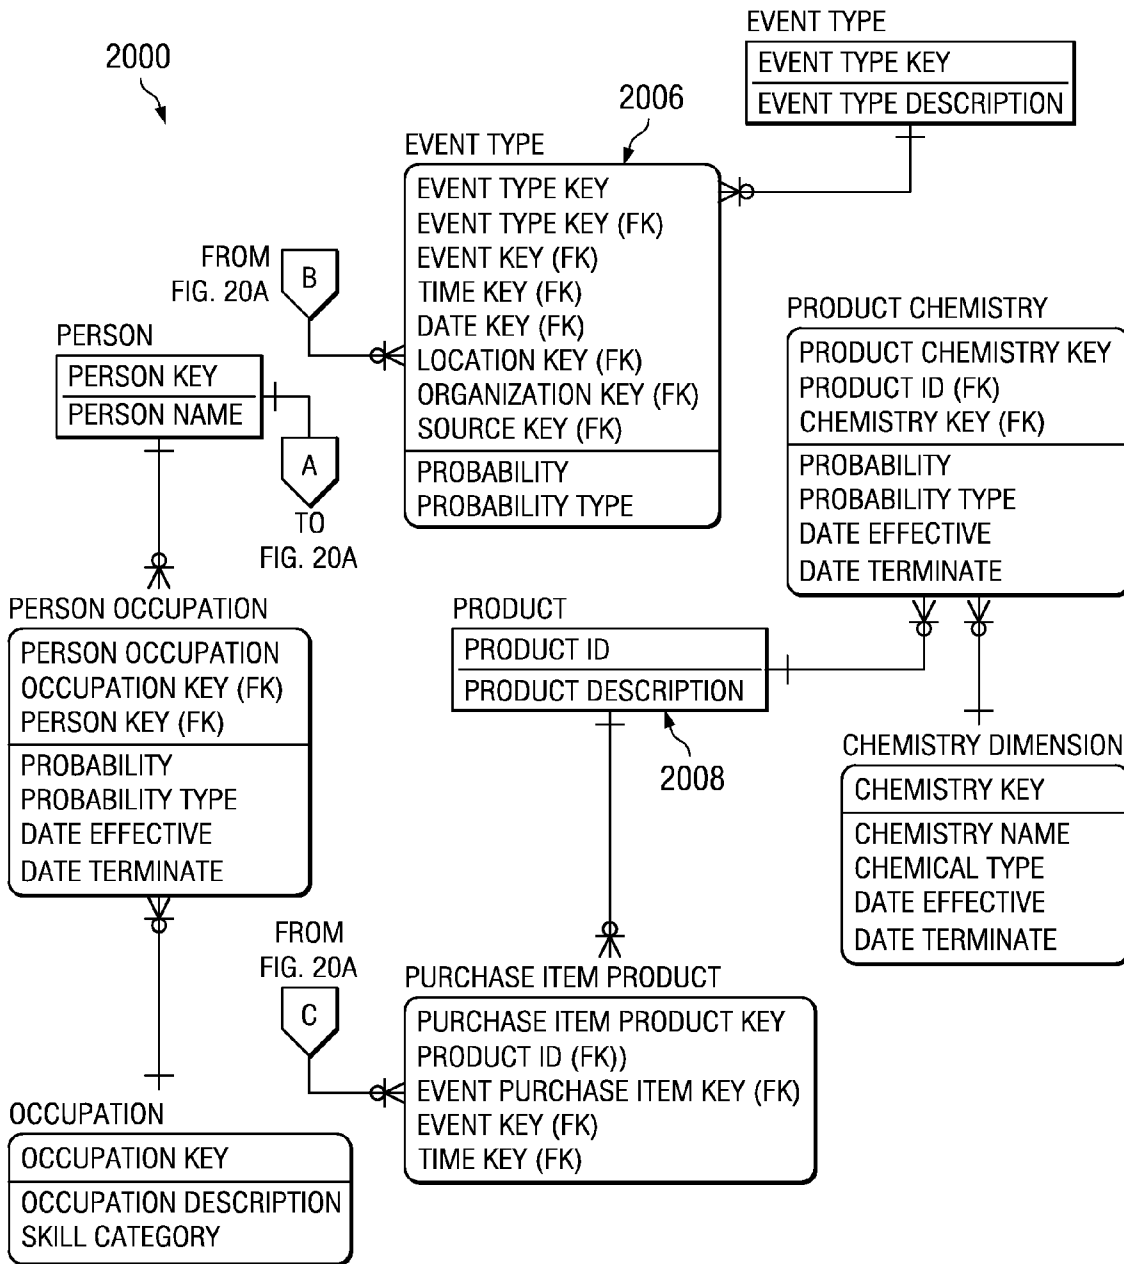 2000
EVENT TYPE
EVENT TYPE KEY
EVENT TYPE DESCRIPTION
2006
EVENT TYPE
EVENT TYPE KEY
EVENT TYPE KEY (FK)
EVENT KEY (FK)
TIME KEY (FK)
DATE KEY (FK)
LOCATION KEY (FK)
ORGANIZATION KEY (FK)
SOURCE KEY (FK)
PROBABILITY
PROBABILITY TYPE
FROM
FIG. 20A
B
PERSON
PERSON KEY
PERSON NAME
A
TO
FIG. 20A
PRODUCT CHEMISTRY
PRODUCT CHEMISTRY KEY
PRODUCT ID (FK)
CHEMISTRY KEY (FK)
PROBABILITY
PROBABILITY TYPE
DATE EFFECTIVE
DATE TERMINATE
PERSON OCCUPATION
PERSON OCCUPATION
OCCUPATION KEY (FK)
PERSON KEY (FK)
PROBABILITY
PROBABILITY TYPE
DATE EFFECTIVE
DATE TERMINATE
PRODUCT
PRODUCT ID
PRODUCT DESCRIPTION
2008
CHEMISTRY DIMENSION
CHEMISTRY KEY
CHEMISTRY NAME
CHEMICAL TYPE
DATE EFFECTIVE
DATE TERMINATE
FROM
FIG. 20A
C
PURCHASE ITEM PRODUCT
PURCHASE ITEM PRODUCT KEY
PRODUCT ID (FK))
EVENT PURCHASE ITEM KEY (FK)
EVENT KEY (FK)
TIME KEY (FK)
OCCUPATION
OCCUPATION KEY
OCCUPATION DESCRIPTION
SKILL CATEGORY